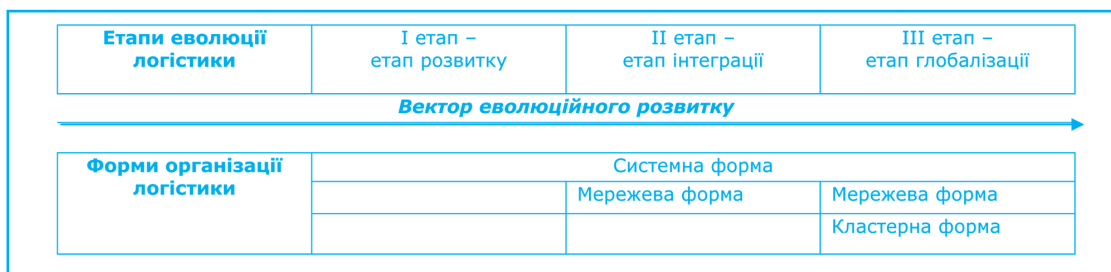 Етапи еволюції логістики
І етап – етап розвитку
ІІ етап – етап інтеграції
ІІІ етап – етап глобалізації
Вектор еволюційного розвитку
Форми організації логістики
Системна форма
Мережева форма
Мережева форма
Кластерна форма